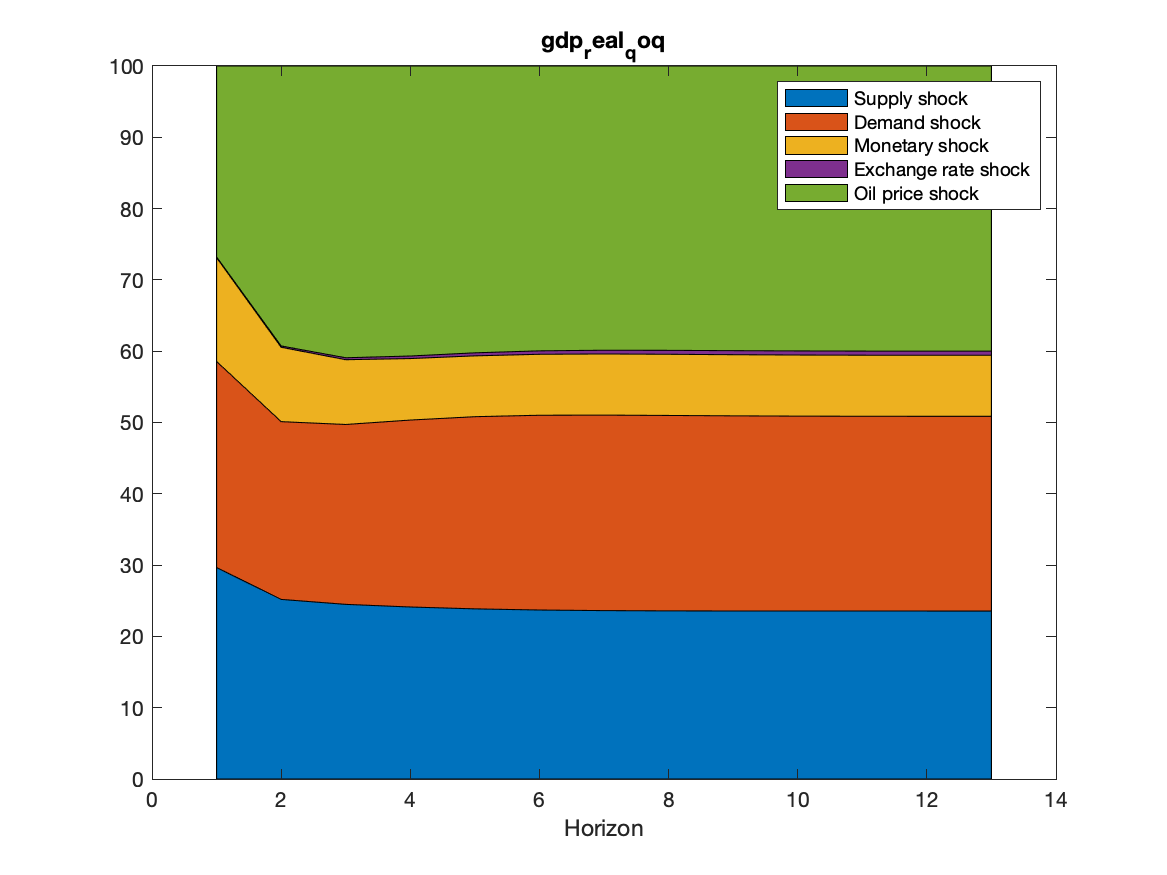 gdp_real_qoq
100
90
80
70
60
50
40
30
20
10
0
Supply shock
Demand shock
Monetary shock
Exchange rate shock
Oil price shock
0 2 4 6 8 10 12 14
Horizon